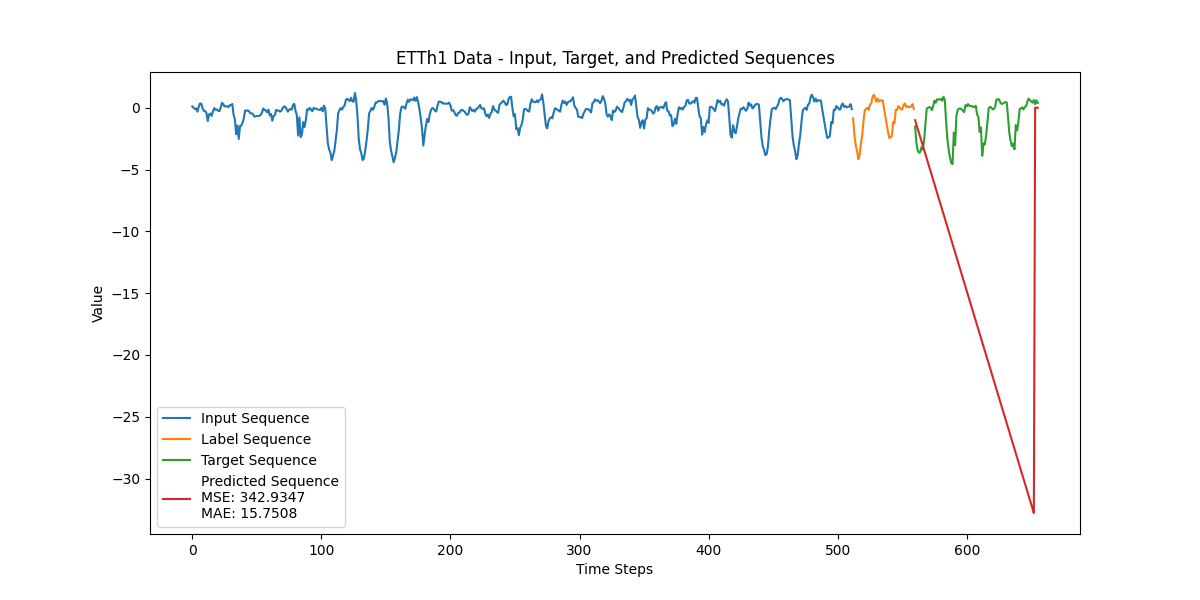 ETTh1 Data - Input, Target, and Predicted Sequences
Value
0
−5
−10
−15
−20
−25
−30
Input Sequence
Label Sequence
Target Sequence
Predicted Sequence
MSE: 342.9347
MAE: 15.7508
0
100
200
300
400
500
600
Time Steps